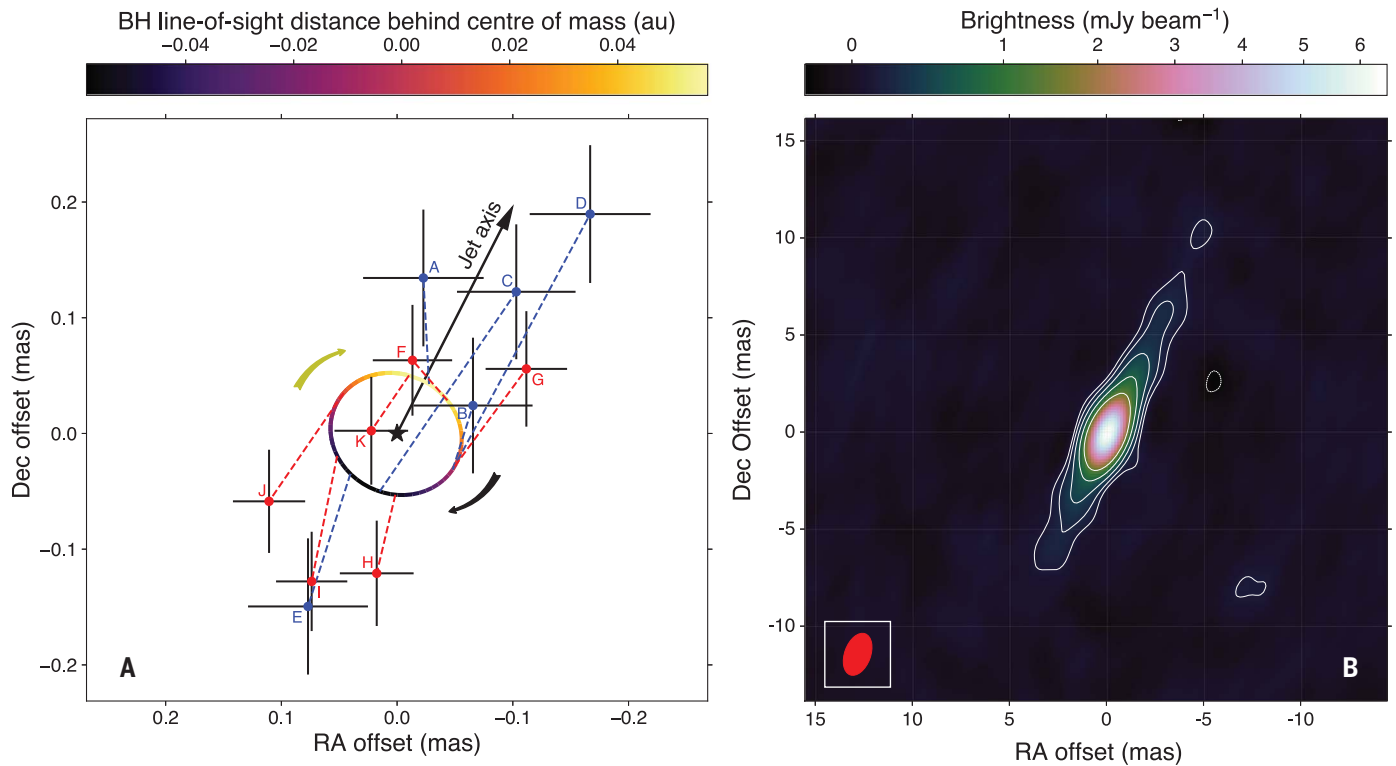 BH line-of-sight distance behind centre of mass (au)
−0.04 −0.02 0.00 0.02 0.04
Dec offset (mas)
0.2
0.1
0.0
−0.1
−0.2
0.2 0.1 0.0 −0.1 −0.2
RA offset (mas)
Jet axis
D
A
C
F
G
B
K
J
H
I
E
A
Brightness (mJy beam⁻¹)
0 1 2 3 4 5 6
Dec Offset (mas)
15
10
5
0
-5
-10
15 10 5 0 -5 -10
RA offset (mas)
B